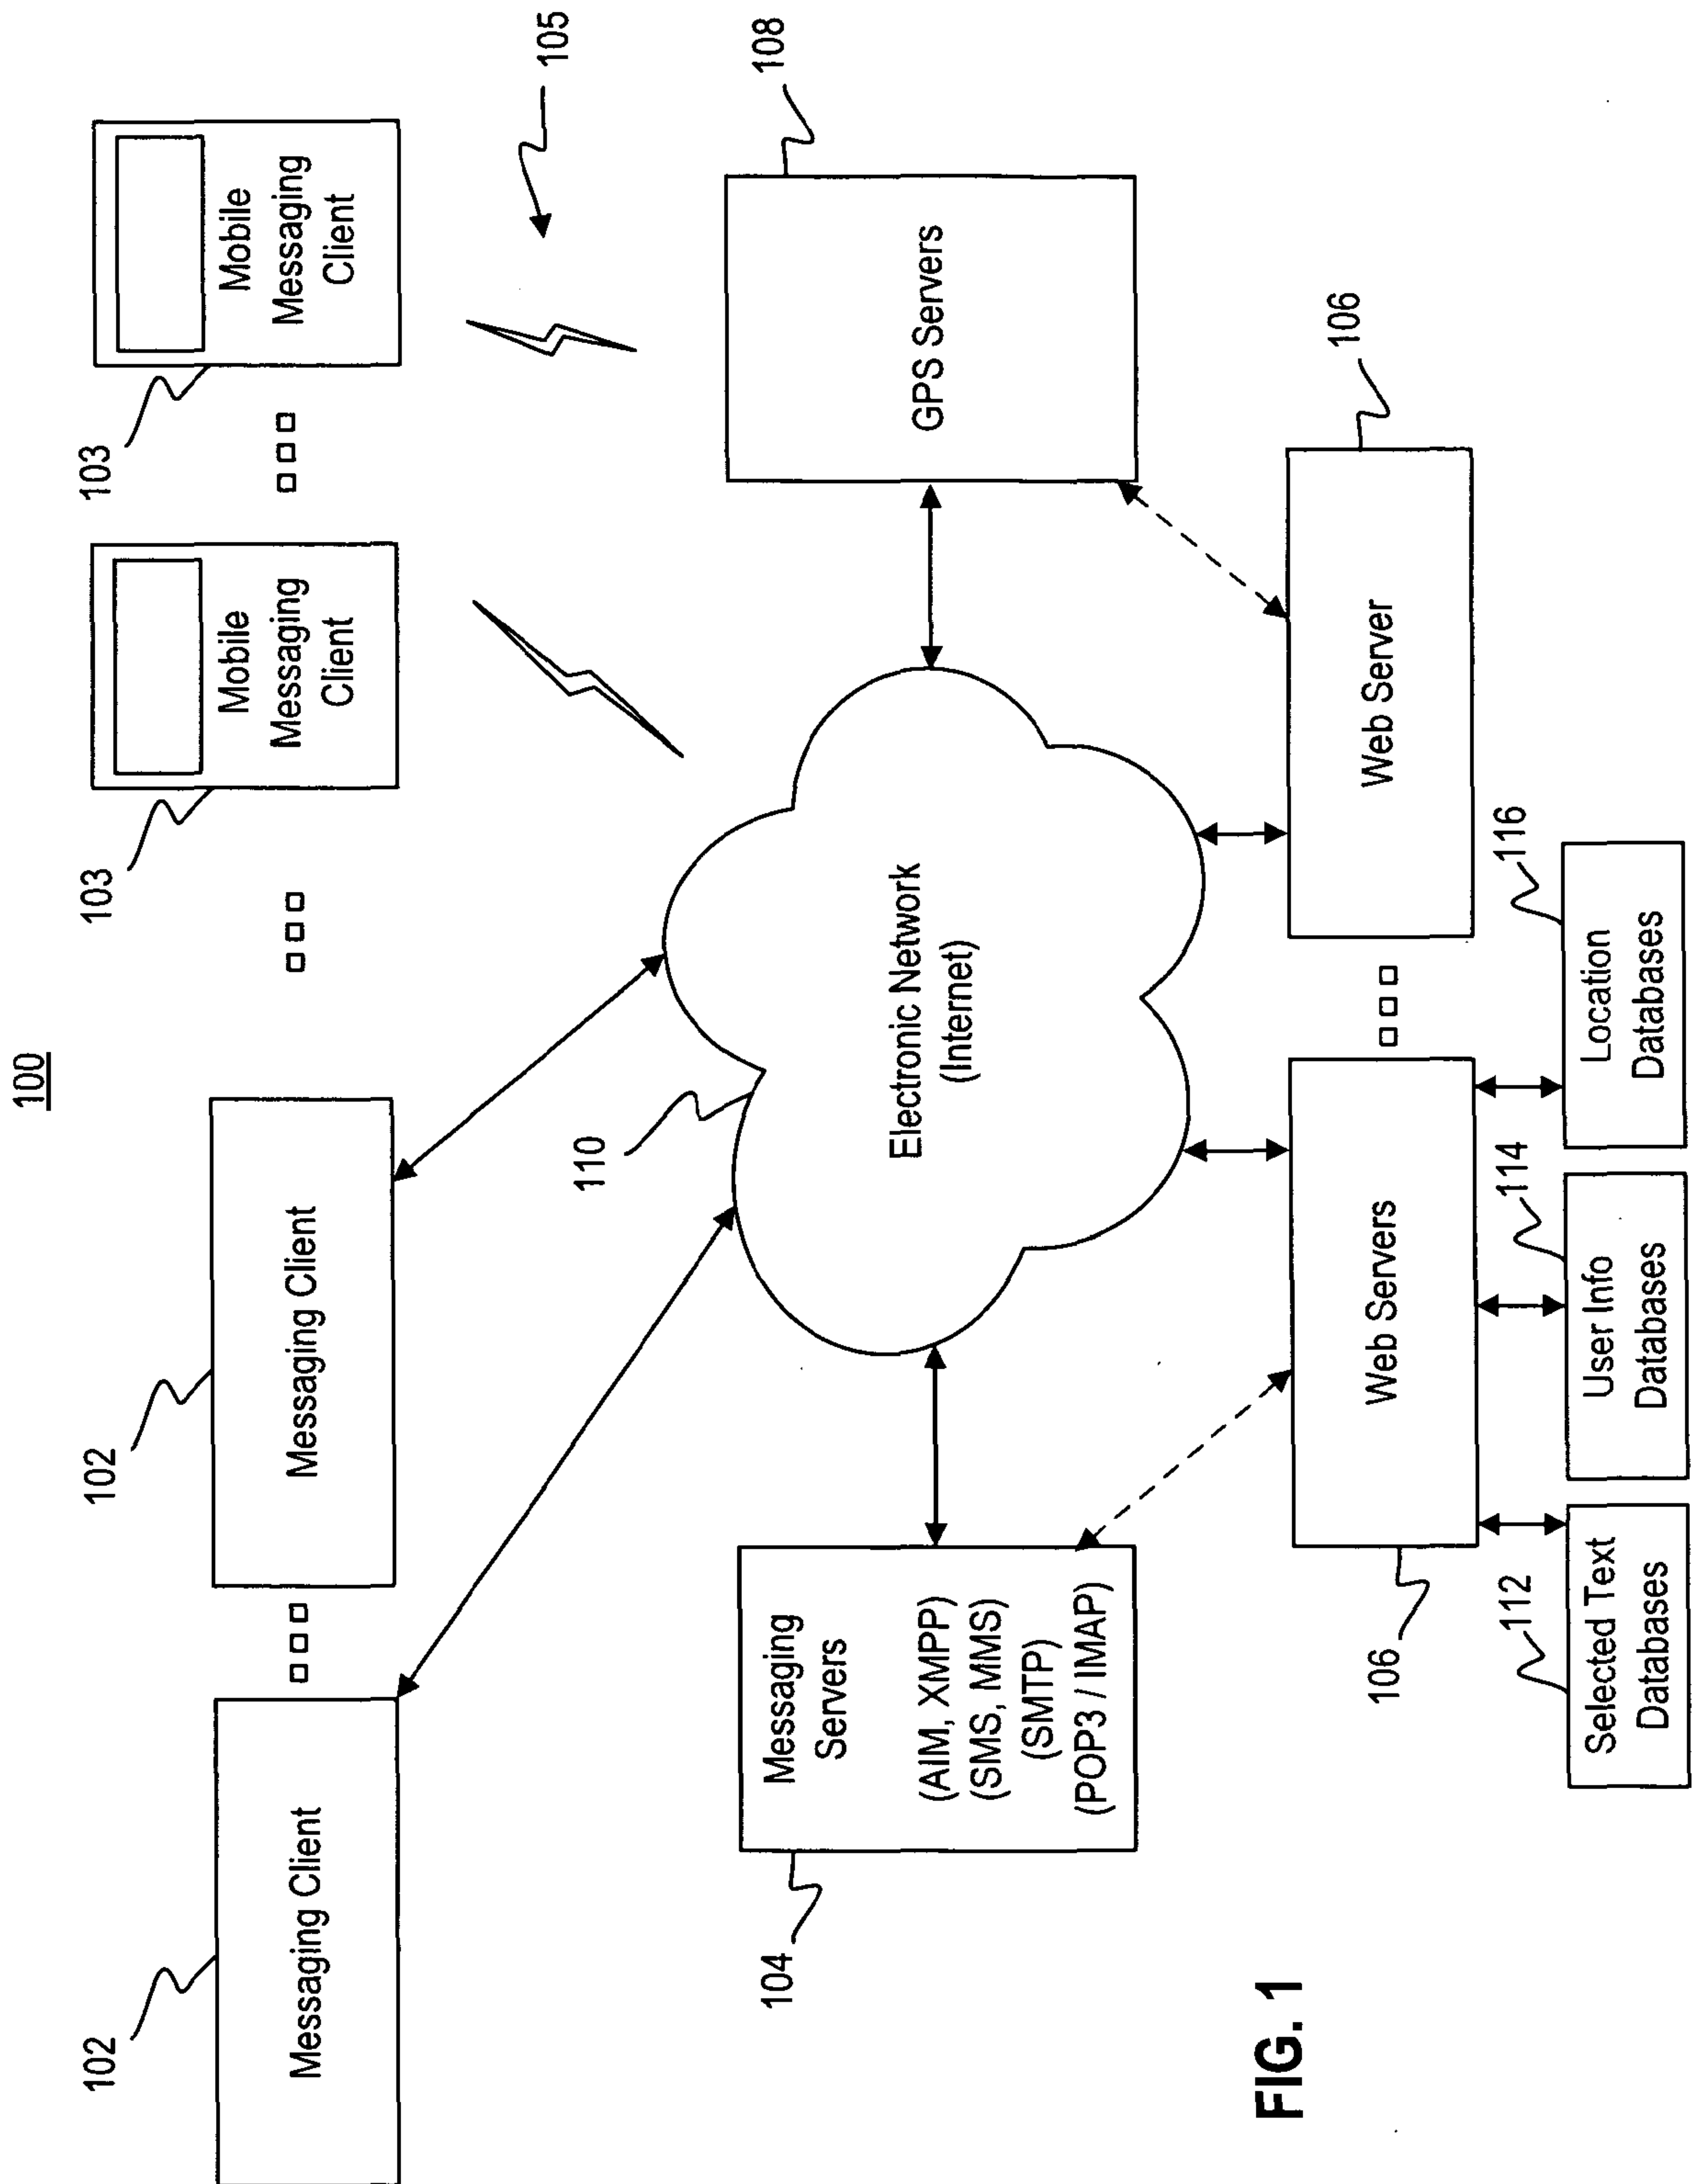 100
102
Messaging Client
102
Messaging Client
103
Mobile
Messaging
Client
103
Mobile
Messaging
Client
105
110
Electronic Network
(Internet)
104
Messaging
Servers
(AIM, XMPP)
(SMS, MMS)
(SMTP)
(POP3 / IMAP)
108
GPS Servers
106
Web Servers
106
Web Server
112
Selected Text
Databases
114
User Info
Databases
116
Location
Databases
FIG. 1